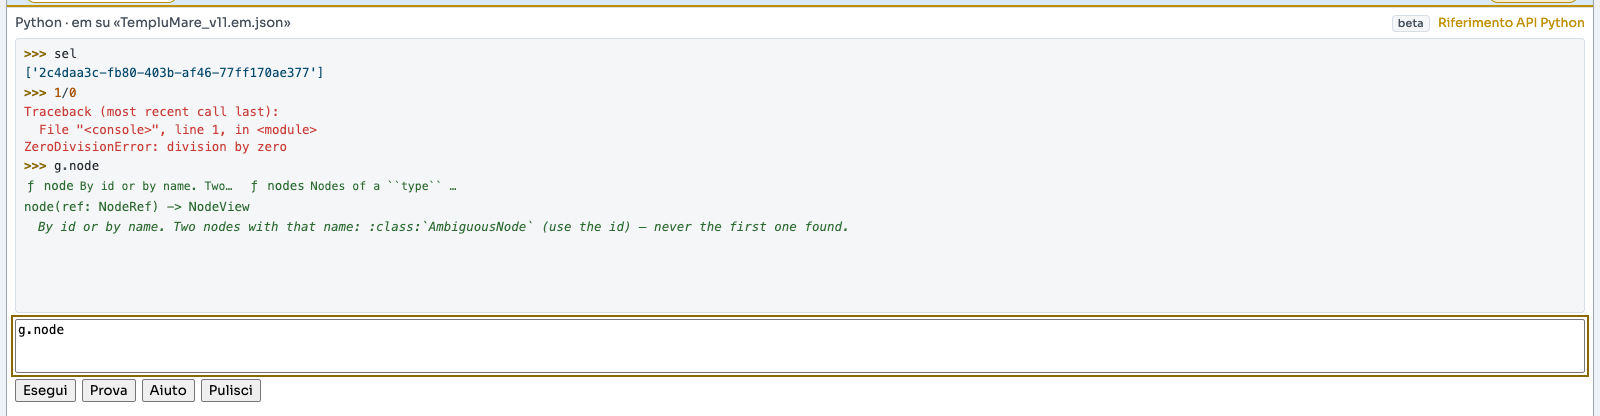 Python · em su «TempluMare_v11.em.json»
beta Riferimento API Python
>>> sel
['2c4daa3c-fb80-403b-af46-77ff170ae377']
>>> 1/0
Traceback (most recent call last):
  File "<console>", line 1, in <module>
ZeroDivisionError: division by zero
>>> g.node
ƒ node By id or by name. Two… ƒ nodes Nodes of a ``type`` …
node(ref: NodeRef) -> NodeView
  By id or by name. Two nodes with that name: :class:`AmbiguousNode` (use the id) — never the first one found.
g.node
Esegui Prova Aiuto Pulisci